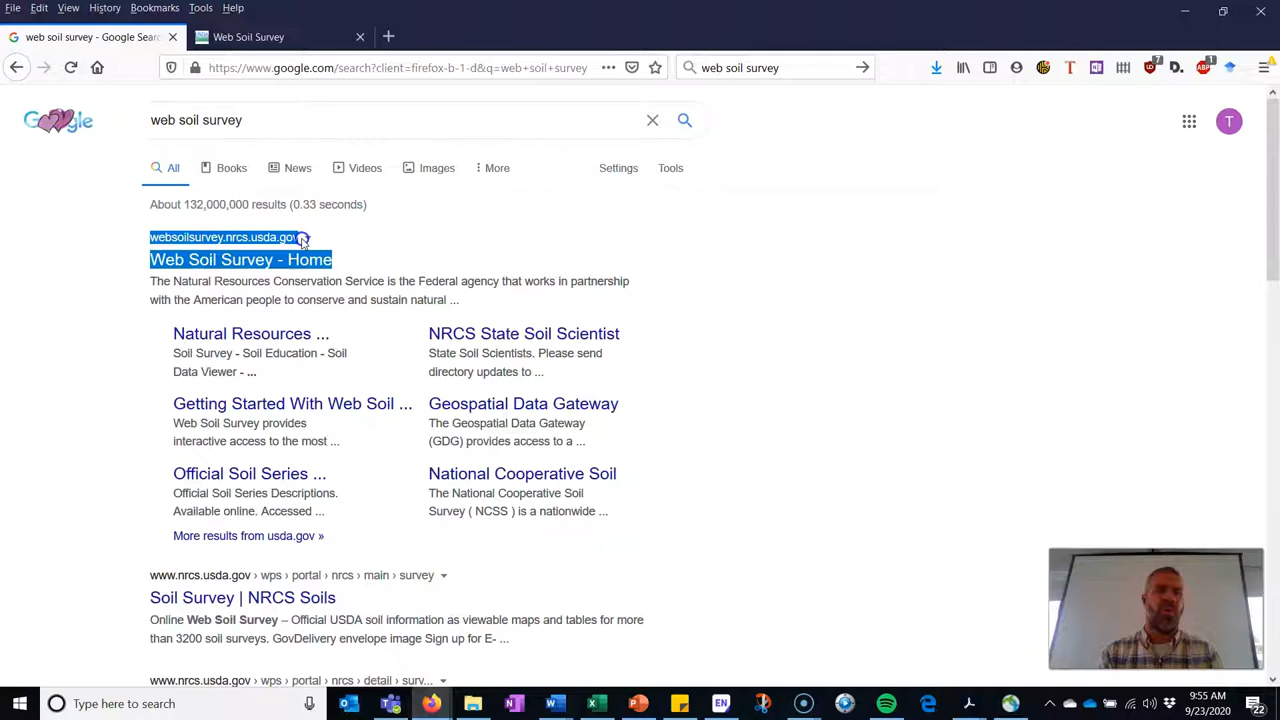 File Edit View History Bookmarks Tools Help
web soil survey - Google Searc
Web Soil Survey
https://www.google.com/search?client=firefox-b-1-d&q=web+soil+survey
web soil survey
7
1
Google
web soil survey
T
All Books News Videos Images More Settings Tools
About 132,000,000 results (0.33 seconds)
websoilsurvey.nrcs.usda.gov
Web Soil Survey - Home
The Natural Resources Conservation Service is the Federal agency that works in partnership
with the American people to conserve and sustain natural ...
Natural Resources ...
Soil Survey - Soil Education - Soil
Data Viewer - ...
NRCS State Soil Scientist
State Soil Scientists. Please send
directory updates to ...
Getting Started With Web Soil ...
Web Soil Survey provides
interactive access to the most ...
Geospatial Data Gateway
The Geospatial Data Gateway
(GDG) provides access to a ...
Official Soil Series ...
Official Soil Series Descriptions.
Available online. Accessed ...
National Cooperative Soil
The National Cooperative Soil
Survey ( NCSS ) is a nationwide ...
More results from usda.gov »
www.nrcs.usda.gov › wps › portal › nrcs › main › survey
Soil Survey | NRCS Soils
Online Web Soil Survey – Official USDA soil information as viewable maps and tables for more
than 3200 soil surveys. GovDelivery envelope image Sign up for E- ...
www.nrcs.usda.gov › wps › portal › nrcs › detail › surv...
Type here to search
9:55 AM
9/23/2020
22